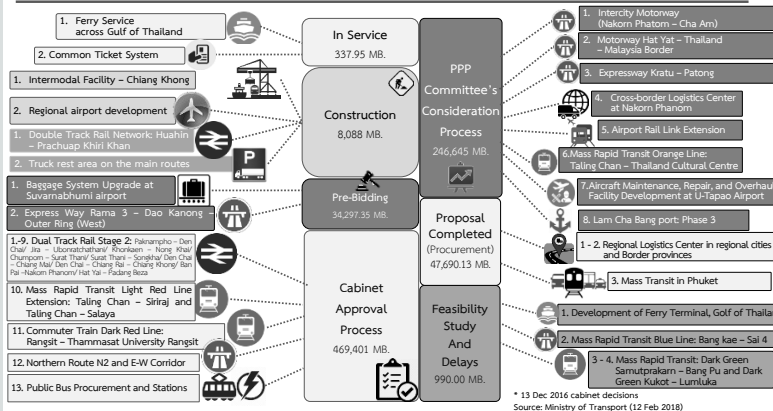 1. Ferry Service
across Gulf of Thailand
2. Common Ticket System
1. Intermodal Facility – Chiang Khong
2. Regional airport development
1. Double Track Rail Network: Huahin
– Prachuap Khiri Khan
2. Truck rest area on the main routes
1. Baggage System Upgrade at
Suvarnabhumi airport
2. Express Way Rama 3 – Dao Kanong –
Outer Ring (West)
1.-9. Dual Track Rail Stage 2: Paknampho – Den
Chai/ Jira – Ubonratchathani/ Khonkaen – Nong Khai/
Chumporn – Surat Thani/ Surat Thani – Songkha/ Den Chai
– Chiang Mai/ Den Chai – Chiang Rai – Chiang Khong/ Ban
Pai –Nakorn Phanom/ Hat Yai – Padang Beza
10. Mass Rapid Transit Light Red Line
Extension: Taling Chan – Siriraj and
Taling Chan – Salaya
11. Commuter Train Dark Red Line:
Rangsit – Thammasat University Rangsit
12. Northern Route N2 and E-W Corridor
13. Public Bus Procurement and Stations
In Service
337.95 MB.
Construction
8,088 MB.
Pre-Bidding
34,297.35 MB.
Cabinet
Approval
Process
469,401 MB.
PPP
Committee's
Consideration
Process
246,645 MB.
Proposal
Completed
(Procurement)
47,690.13 MB.
Feasibility
Study
And
Delays
990.00 MB.
1. Intercity Motorway
(Nakorn Phatom – Cha Am)
2. Motorway Hat Yat – Thailand
– Malaysia Border
3. Expressway Kratu – Patong
4. Cross-border Logistics Center
at Nakorn Phanom
5. Airport Rail Link Extension
6.Mass Rapid Transit Orange Line:
Taling Chan – Thailand Cultural Centre
7.Aircraft Maintenance, Repair, and Overhaul
Facility Development at U-Tapao Airport
8. Lam Cha Bang port: Phase 3
1 - 2. Regional Logistics Center in regional cities
and Border provinces
3. Mass Transit in Phuket
1. Development of Ferry Terminal, Golf of Thailand
2. Mass Rapid Transit Blue Line: Bang kae – Sai 4
3 - 4. Mass Rapid Transit: Dark Green
Samutprakarn – Bang Pu and Dark
Green Kukot – Lumluka
* 13 Dec 2016 cabinet decisions
Source: Ministry of Transport (12 Feb 2018)
P